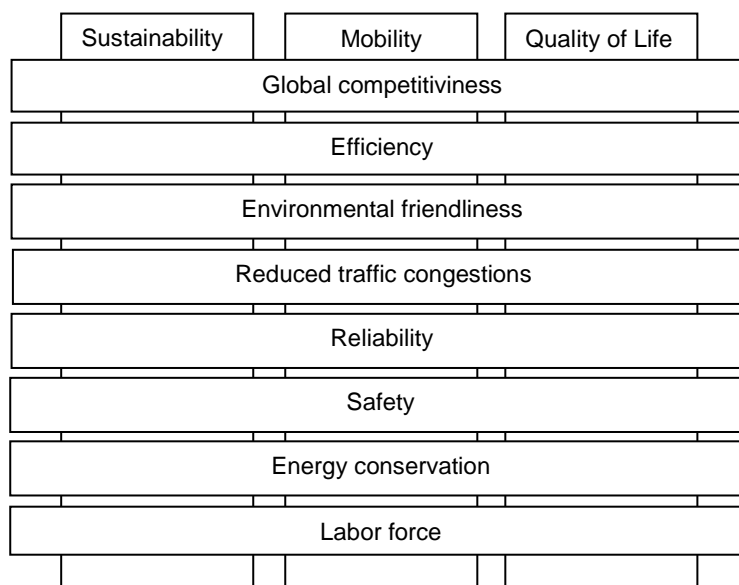 Sustainability Mobility Quality of Life
Global competitiviness
Efficiency
Environmental friendliness
Reduced traffic congestions
Reliability
Safety
Energy conservation
Labor force